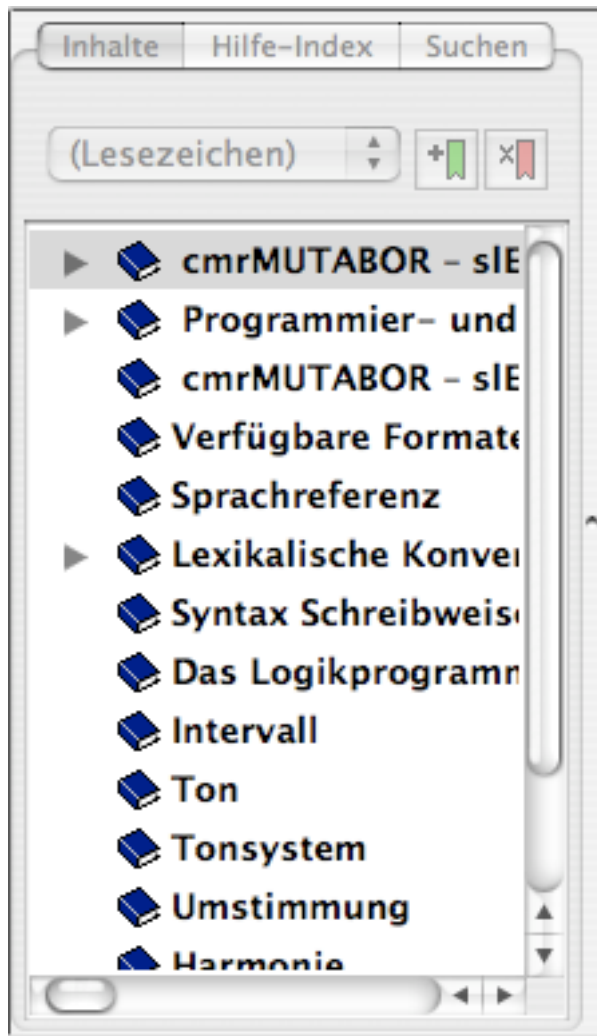 Inhalte Hilfe-Index Suchen
(Lesezeichen)
cmrMUTABOR – slE
Programmier– und
cmrMUTABOR – slE
Verfügbare Formate
Sprachreferenz
Lexikalische Konve
Syntax Schreibweis
Das Logikprogramm
Intervall
Ton
Tonsystem
Umstimmung
Harmonie